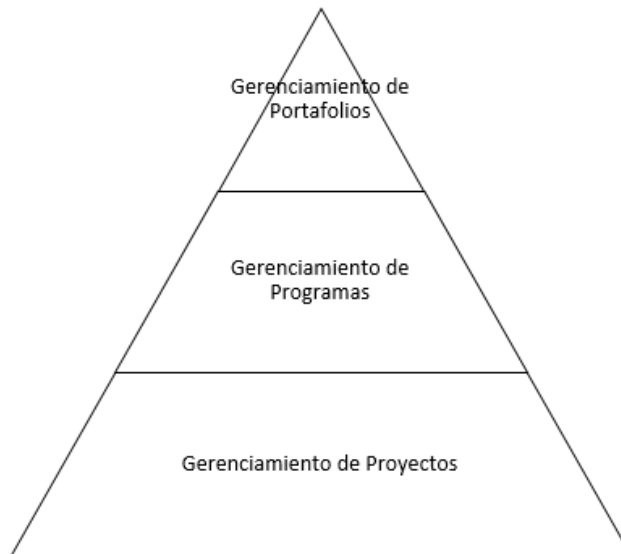 Gerenciamiento de
Portafolios
Gerenciamiento de
Programas
Gerenciamiento de Proyectos